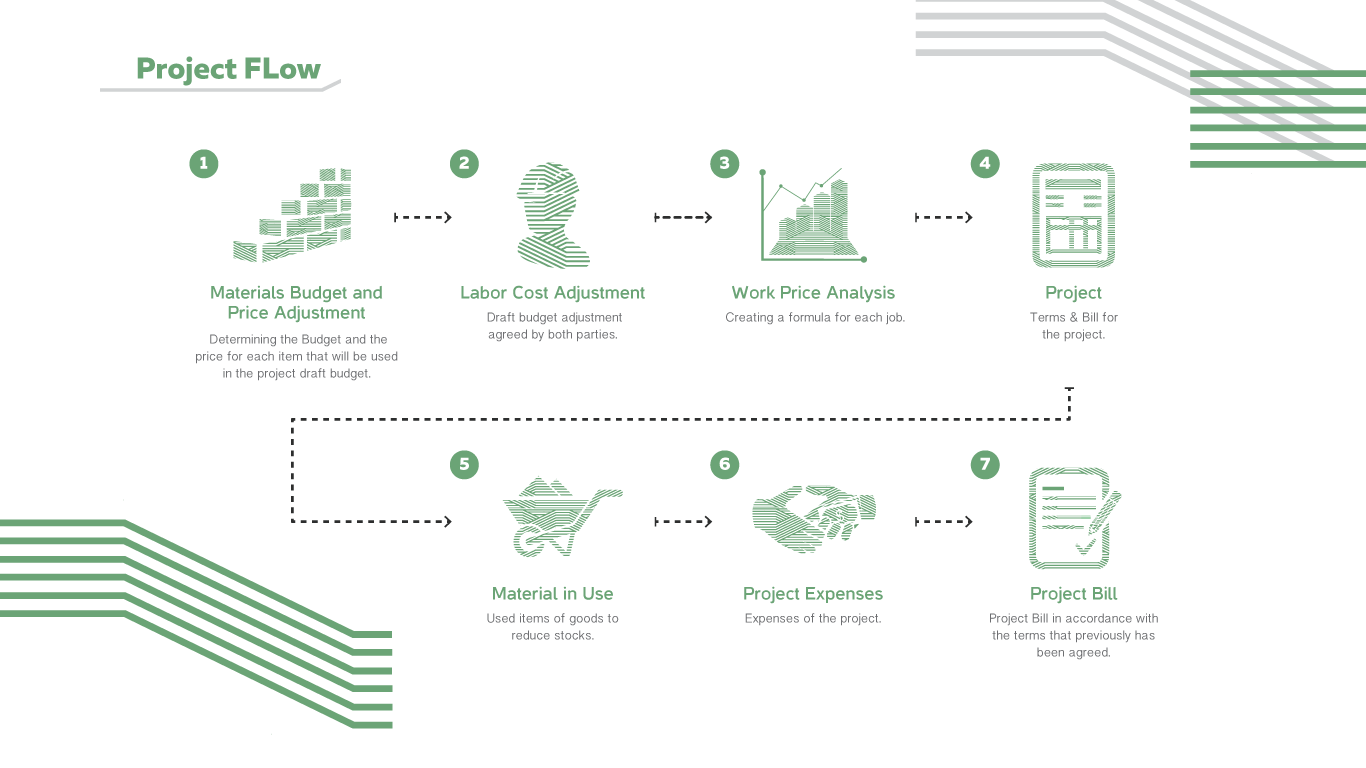 Project FLow
1
Materials Budget and
Price Adjustment
Determining the Budget and the
price for each item that will be used
in the project draft budget.
2
Labor Cost Adjustment
Draft budget adjustment
agreed by both parties.
3
Work Price Analysis
Creating a formula for each job.
4
Project
Terms & Bill for
the project.
5
Material in Use
Used items of goods to
reduce stocks.
6
Project Expenses
Expenses of the project.
7
Project Bill
Project Bill in accordance with
the terms that previously has
been agreed.